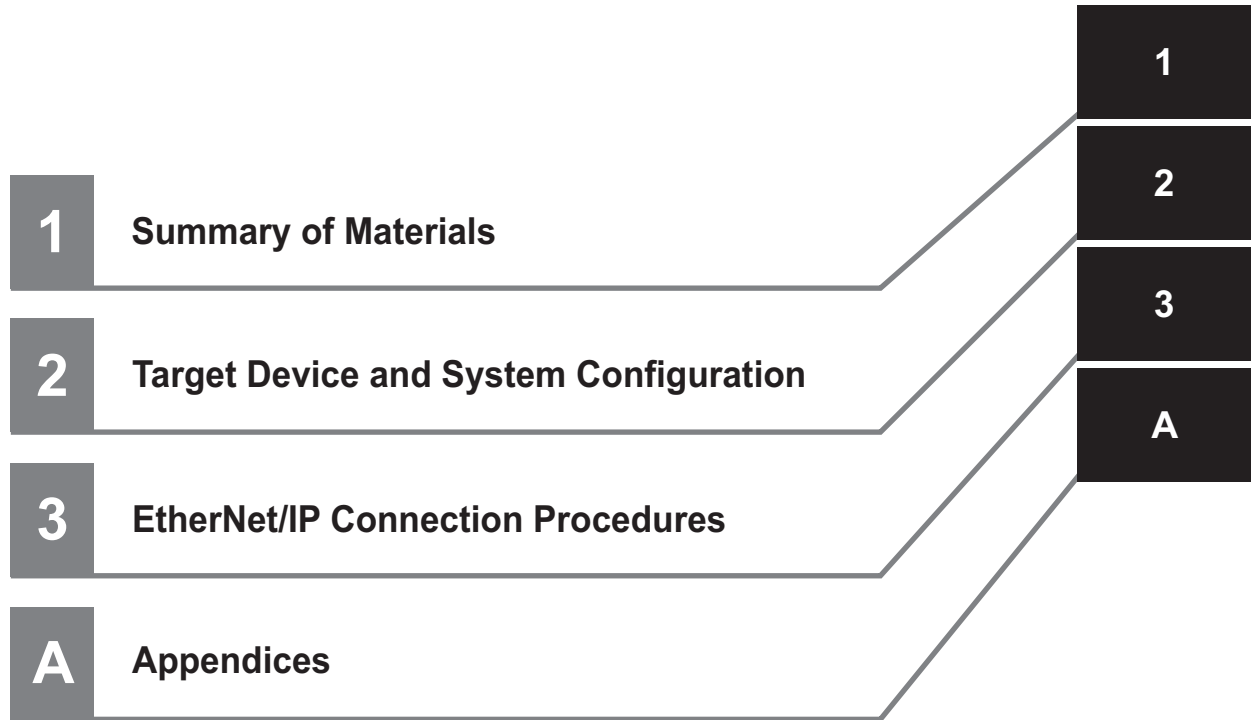 1 Summary of Materials
2 Target Device and System Configuration
3 EtherNet/IP Connection Procedures
A Appendices
1
2
3
A